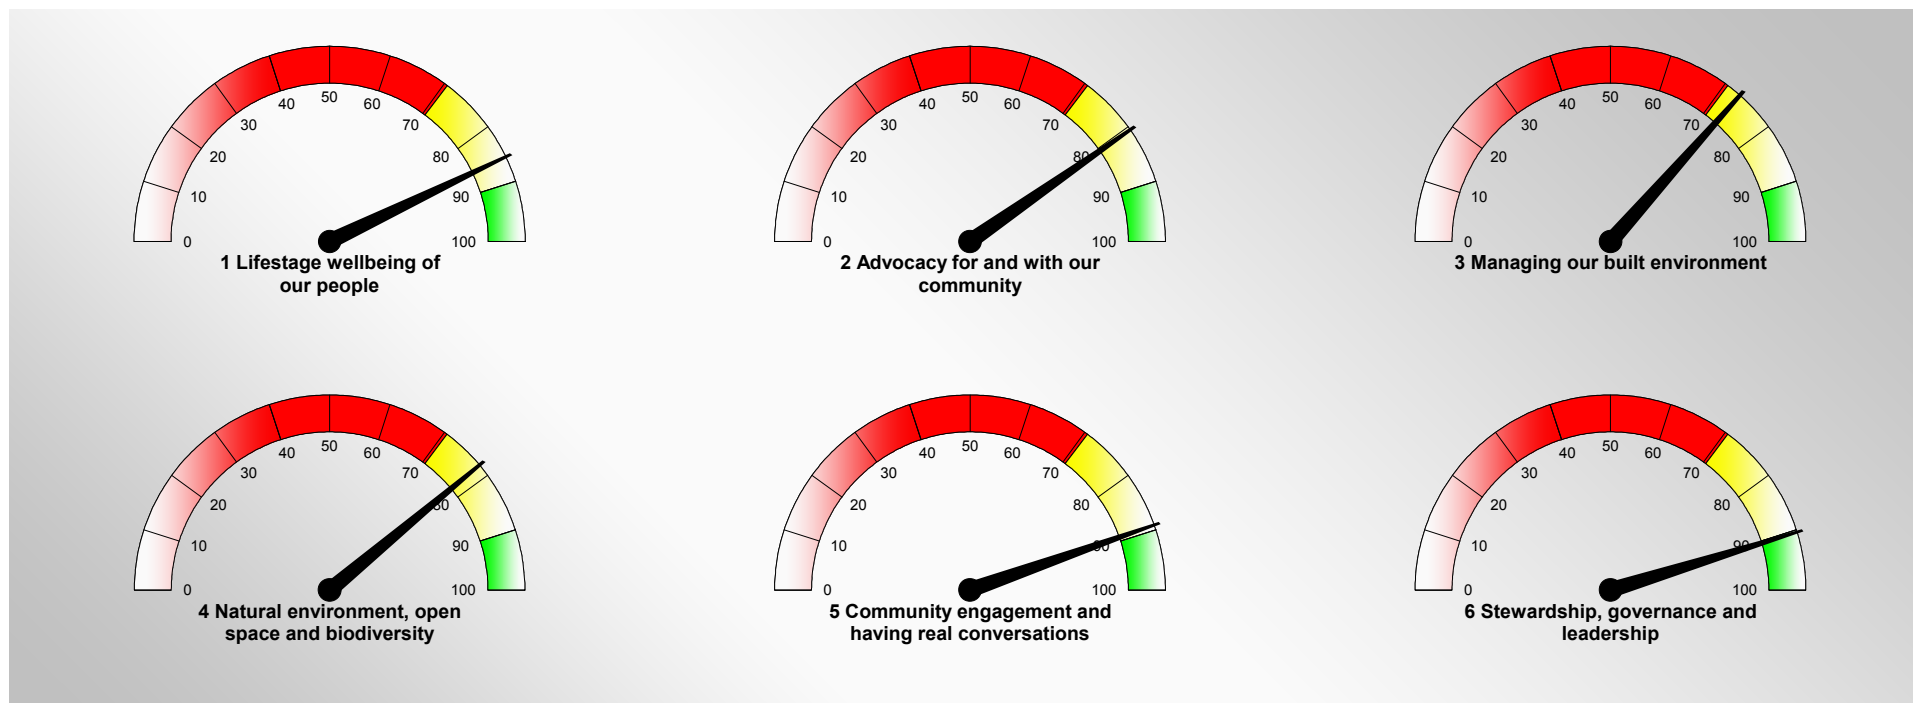 0 10 20 30 40 50 60 70 80 90 100
1 Lifestage wellbeing of
our people
0 10 20 30 40 50 60 70 80 90 100
2 Advocacy for and with our
community
0 10 20 30 40 50 60 70 80 90 100
3 Managing our built environment
0 10 20 30 40 50 60 70 80 90 100
4 Natural environment, open
space and biodiversity
0 10 20 30 40 50 60 70 80 90 100
5 Community engagement and
having real conversations
0 10 20 30 40 50 60 70 80 90 100
6 Stewardship, governance and
leadership